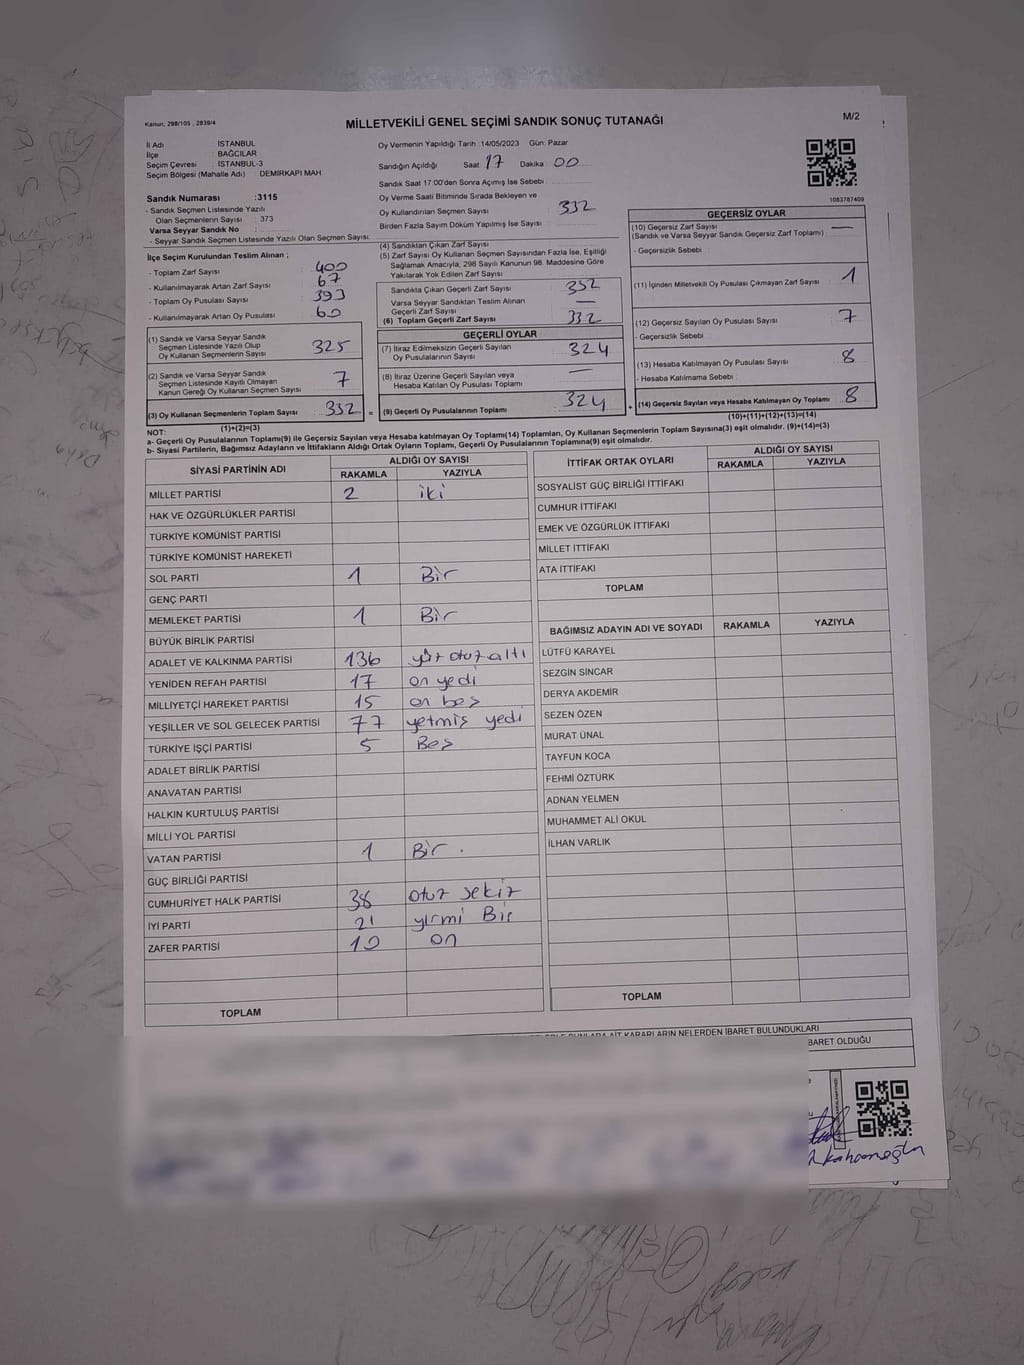 Kanun: 298/105 , 2839/4
MİLLETVEKİLİ GENEL SEÇİMİ SANDIK SONUÇ TUTANAĞI
M/2
İl Adı İSTANBUL
İlçe BAĞCILAR
Seçim Çevresi : İSTANBUL-3
Seçim Bölgesi (Mahalle Adı) DEMİRKAPI MAH.
Oy Vermenin Yapıldığı Tarih :14/05/2023 Gün: Pazar
Sandığın Açıldığı Saat: 17 Dakika 00
Sandık Saat 17:00'den Sonra Açımış İse Sebebi :
Oy Verme Saati Bitiminde Sırada Bekleyen ve
Oy Kullandırılan Seçmen Sayısı : 332
Birden Fazla Sayım Döküm Yapılmış İse Sayısı :
1083787409
Sandık Numarası :3115
- Sandık Seçmen Listesinde Yazılı
Olan Seçmenlerin Sayısı : 373
Varsa Seyyar Sandık No :
- Seyyar Sandık Seçmen Listesinde Yazılı Olan Seçmen Sayısı:
İlçe Seçim Kurulundan Teslim Alınan ;
- Toplam Zarf Sayısı : 400
- Kullanılmayarak Artan Zarf Sayısı : 67
- Toplam Oy Pusulası Sayısı : 393
- Kullanılmayarak Artan Oy Pusulası : 60
(1) Sandık ve Varsa Seyyar Sandık
Seçmen Listesinde Yazılı Olup
Oy Kullanan Seçmenlerin Sayısı : 325
(2) Sandık ve Varsa Seyyar Sandık
Seçmen Listesinde Kayıtlı Olmayan
Kanun Gereği Oy Kullanan Seçmen Sayısı : 7
(3) Oy Kullanan Seçmenlerin Toplam Sayısı : 332 =
(1)+(2)=(3)
(4) Sandıktan Çıkan Zarf Sayısı
(5) Zarf Sayısı Oy Kullanan Seçmen Sayısından Fazla İse, Eşitliği
Sağlamak Amacıyla, 298 Sayılı Kanunun 98. Maddesine Göre
Yakılarak Yok Edilen Zarf Sayısı :
Sandıkta Çıkan Geçerli Zarf Sayısı : 332
Varsa Seyyar Sandıktan Teslim Alınan
Geçerli Zarf Sayısı : —
(6) Toplam Geçerli Zarf Sayısı : 332
GEÇERLİ OYLAR
(7) İtiraz Edilmeksizin Geçerli Sayılan
Oy Pusulalarının Sayısı : 324
(8) İtiraz Üzerine Geçerli Sayılan veya
Hesaba Katılan Oy Pusulası Toplamı : —
(9) Geçerli Oy Pusulalarının Toplamı : 324 +
GEÇERSİZ OYLAR
(10) Geçersiz Zarf Sayısı
(Sandık ve Varsa Seyyar Sandık Geçersiz Zarf Toplamı) : —
- Geçersizlik Sebebi :
(11) İçinden Milletvekili Oy Pusulası Çıkmayan Zarf Sayısı : 1
(12) Geçersiz Sayılan Oy Pusulası Sayısı : 7
- Geçersizlik Sebebi :
(13) Hesaba Katılmayan Oy Pusulası Sayısı : 8
- Hesaba Katılmama Sebebi :
(14) Geçersiz Sayılan veya Hesaba Katılmayan Oy Toplamı : 8
(10)+(11)+(12)+(13)=(14)
NOT:
a- Geçerli Oy Pusulalarının Toplamı(9) ile Geçersiz Sayılan veya Hesaba katılmayan Oy Toplamı(14) Toplamları, Oy Kullanan Seçmenlerin Toplam Sayısına(3) eşit olmalıdır. (9)+(14)=(3)
b- Siyasi Partilerin, Bağımsız Adayların ve İttifakların Aldığı Oyların Toplamı, Geçerli Oy Pusulalarının Toplamına(9) eşit olmalıdır.
SİYASİ PARTİNİN ADI
ALDIĞI OY SAYISI
RAKAMLA YAZIYLA
MİLLET PARTİSİ 2 iki
HAK VE ÖZGÜRLÜKLER PARTİSİ
TÜRKİYE KOMÜNİST PARTİSİ
TÜRKİYE KOMÜNİST HAREKETİ
SOL PARTİ 1 Bir
GENÇ PARTİ
MEMLEKET PARTİSİ 1 Bir
BÜYÜK BİRLİK PARTİSİ
ADALET VE KALKINMA PARTİSİ 136 yüz otuz altı
YENİDEN REFAH PARTİSİ 17 on yedi
MİLLİYETÇİ HAREKET PARTİSİ 15 on beş
YEŞİLLER VE SOL GELECEK PARTİSİ 77 yetmiş yedi
TÜRKİYE İŞÇİ PARTİSİ 5 Beş
ADALET BİRLİK PARTİSİ
ANAVATAN PARTİSİ
HALKIN KURTULUŞ PARTİSİ
MİLLİ YOL PARTİSİ
VATAN PARTİSİ 1 Bir.
GÜÇ BİRLİĞİ PARTİSİ
CUMHURİYET HALK PARTİSİ 38 otuz sekiz
İYİ PARTİ 21 yirmi Bir
ZAFER PARTİSİ 10 on
TOPLAM
İTTİFAK ORTAK OYLARI
ALDIĞI OY SAYISI
RAKAMLA YAZIYLA
SOSYALİST GÜÇ BİRLİĞİ İTTİFAKI
CUMHUR İTTİFAKI
EMEK VE ÖZGÜRLÜK İTTİFAKI
MİLLET İTTİFAKI
ATA İTTİFAKI
TOPLAM
BAĞIMSIZ ADAYIN ADI VE SOYADI RAKAMLA YAZIYLA
LÜTFÜ KARAYEL
SEZGİN SİNCAR
DERYA AKDEMİR
SEZEN ÖZEN
MURAT ÜNAL
TAYFUN KOCA
FEHMİ ÖZTÜRK
ADNAN YELMEN
MUHAMMET ALİ OKUL
İLHAN VARLIK
TOPLAM
KARARLARIN NELERDEN İBARET BULUNDUKLARI
BARET OLDUĞU